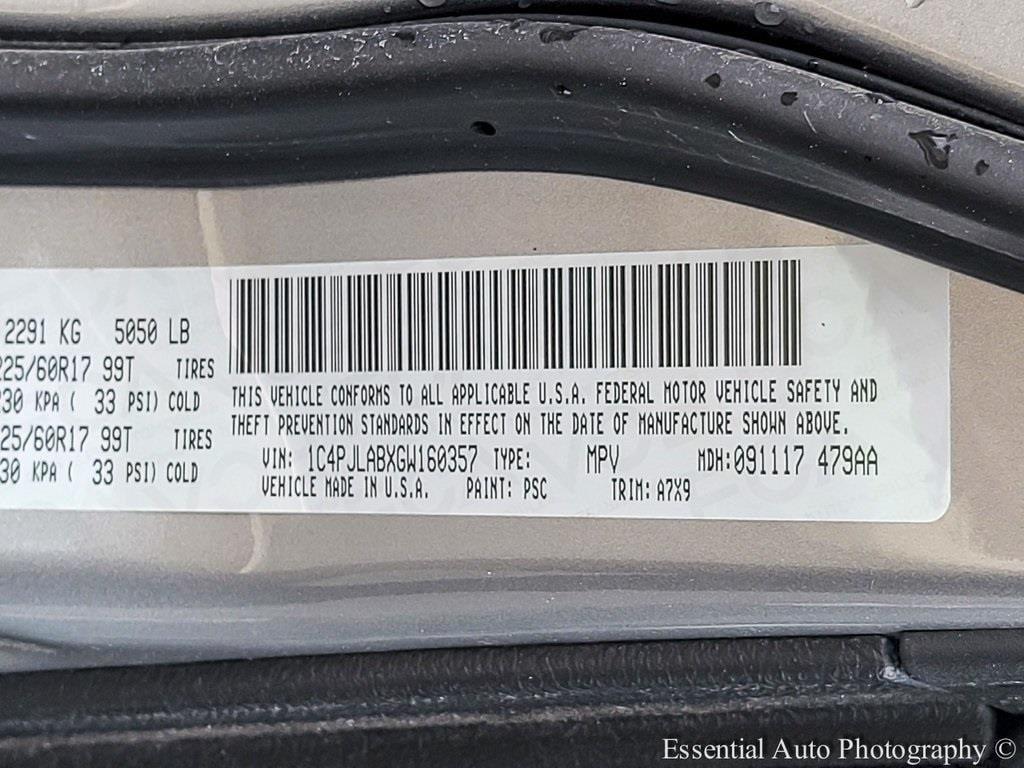 2291 KG 5050 LB
225/60R17 99T TIRES
230 KPA ( 33 PSI) COLD
225/60R17 99T TIRES
30 KPA ( 33 PSI) COLD
THIS VEHICLE CONFORMS TO ALL APPLICABLE U.S.A. FEDERAL MOTOR VEHICLE SAFETY AND
THEFT PREVENTION STANDARDS IN EFFECT ON THE DATE OF MANUFACTURE SHOWN ABOVE.
VIN: 1C4PJLABXGW160357 TYPE: MPV MDH:091117 479AA
VEHICLE MADE IN U.S.A. PAINT: PSC TRIM: A7X9
Essential Auto Photography ©